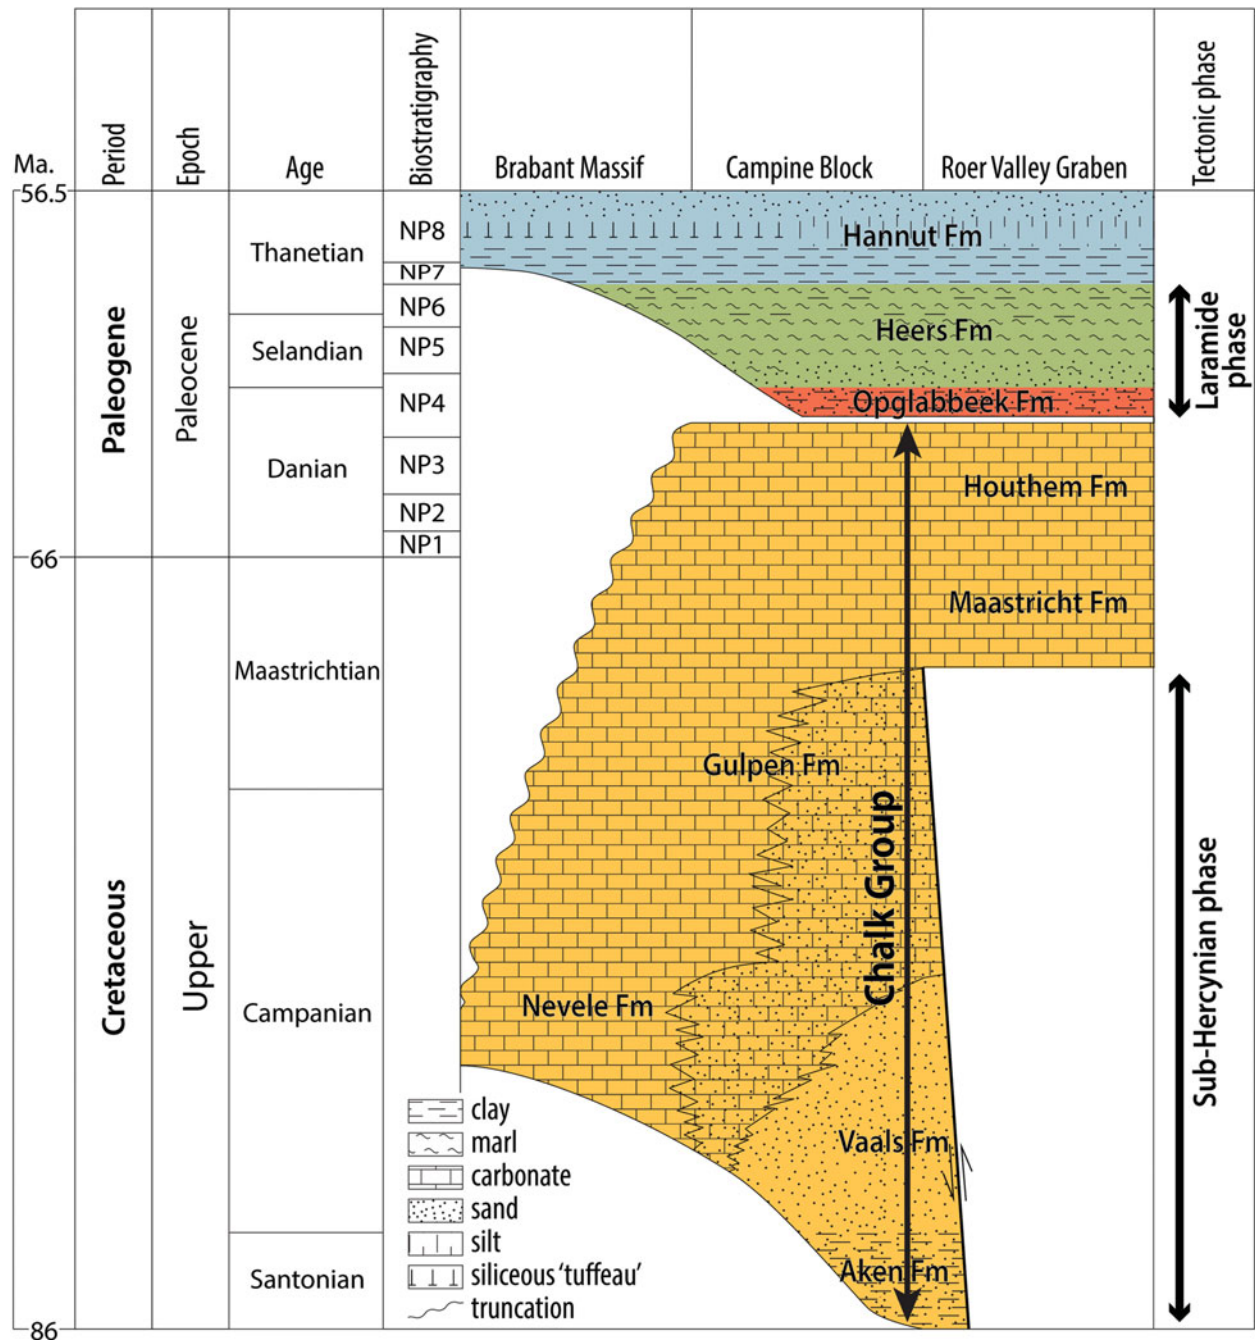 Ma.
Period
Epoch
Age
Biostratigraphy
Brabant Massif
Campine Block
Roer Valley Graben
Tectonic phase
56.5
66
86
Paleogene
Cretaceous
Paleocene
Upper
Thanetian
Selandian
Danian
Maastrichtian
Campanian
Santonian
NP8
NP7
NP6
NP5
NP4
NP3
NP2
NP1
Hannut Fm
Heers Fm
Opglabbeek Fm
Houthem Fm
Maastricht Fm
Gulpen Fm
Chalk Group
Nevele Fm
Vaals Fm
Aken Fm
Laramide
phase
Sub-Hercynian phase
clay
marl
carbonate
sand
silt
siliceous ‘tuffeau’
truncation